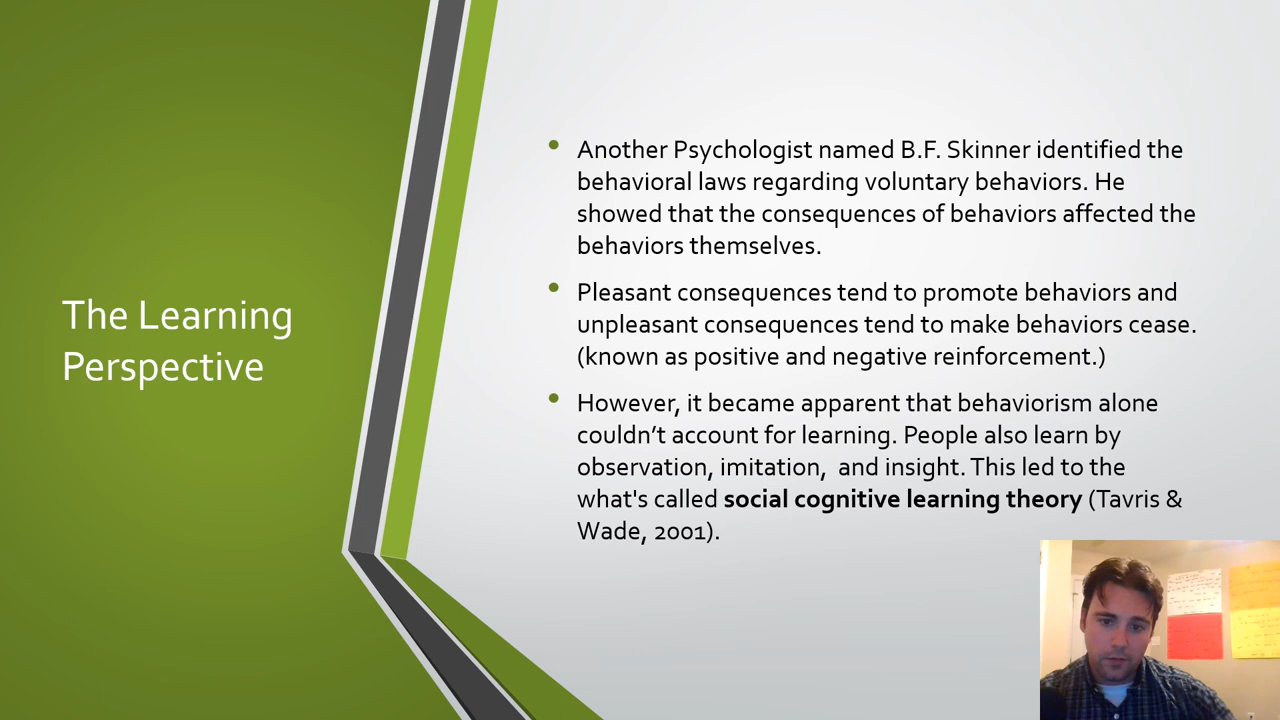 The Learning
Perspective
Another Psychologist named B.F. Skinner identified the
behavioral laws regarding voluntary behaviors. He
showed that the consequences of behaviors affected the
behaviors themselves.
Pleasant consequences tend to promote behaviors and
unpleasant consequences tend to make behaviors cease.
(known as positive and negative reinforcement.)
However, it became apparent that behaviorism alone
couldn’t account for learning. People also learn by
observation, imitation,  and insight. This led to the
what's called social cognitive learning theory (Tavris &
Wade, 2001).